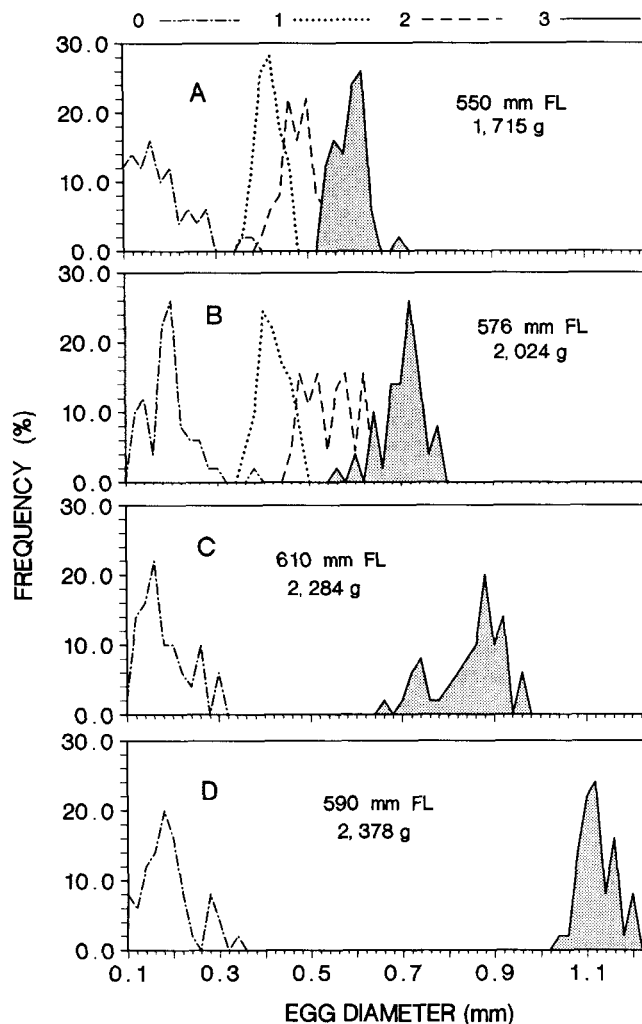 0 1 2 3
30.0
20.0
10.0
0.0
A
550 mm FL
1,715 g
30.0
20.0
10.0
0.0
B
576 mm FL
2,024 g
30.0
20.0
10.0
0.0
C
610 mm FL
2,284 g
30.0
20.0
10.0
0.0
D
590 mm FL
2,378 g
0.1 0.3 0.5 0.7 0.9 1.1
FREQUENCY (%)
EGG DIAMETER (mm)